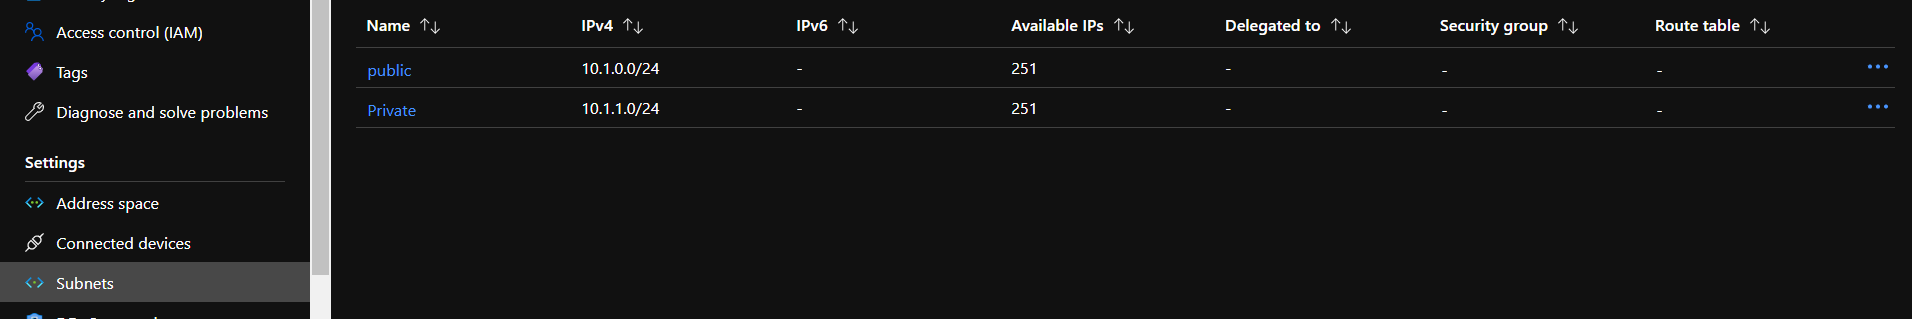 Access control (IAM)
Tags
Diagnose and solve problems
Settings
Address space
Connected devices
Subnets
Name IPv4 IPv6 Available IPs Delegated to Security group Route table
public 10.1.0.0/24 - 251 - - -
Private 10.1.1.0/24 - 251 - - -